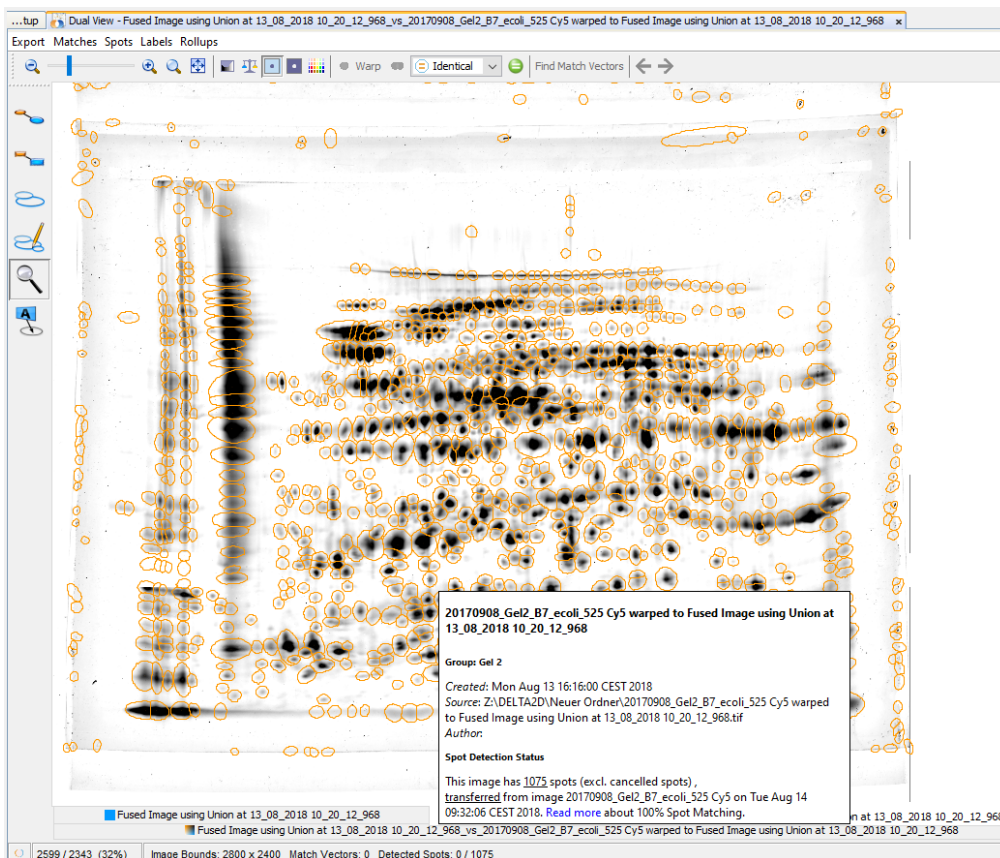 ...tup Dual View - Fused Image using Union at 13_08_2018 10_20_12_968_vs_20170908_Gel2_B7_ecoli_525 Cy5 warped to Fused Image using Union at 13_08_2018 10_20_12_968 x
Export Matches Spots Labels Rollups
Warp Identical Find Match Vectors
A
20170908_Gel2_B7_ecoli_525 Cy5 warped to Fused Image using Union at
13_08_2018 10_20_12_968
Group: Gel 2
Created: Mon Aug 13 16:16:00 CEST 2018
Source: Z:\DELTA2D\Neuer Ordner\20170908_Gel2_B7_ecoli_525 Cy5 warped
to Fused Image using Union at 13_08_2018 10_20_12_968.tif
Author:
Spot Detection Status
This image has 1075 spots (excl. cancelled spots) ,
transferred from image 20170908_Gel2_B7_ecoli_525 Cy5 on Tue Aug 14
09:32:06 CEST 2018. Read more about 100% Spot Matching.
Fused Image using Union at 13_08_2018 10_20_12_968
on at 13_08_2018 10_20_12_968
Fused Image using Union at 13_08_2018 10_20_12_968_vs_20170908_Gel2_B7_ecoli_525 Cy5 warped to Fused Image using Union at 13_08_2018 10_20_12_968
2599 / 2343 (32%) Image Bounds: 2800 x 2400 Match Vectors: 0 Detected Spots: 0 / 1075